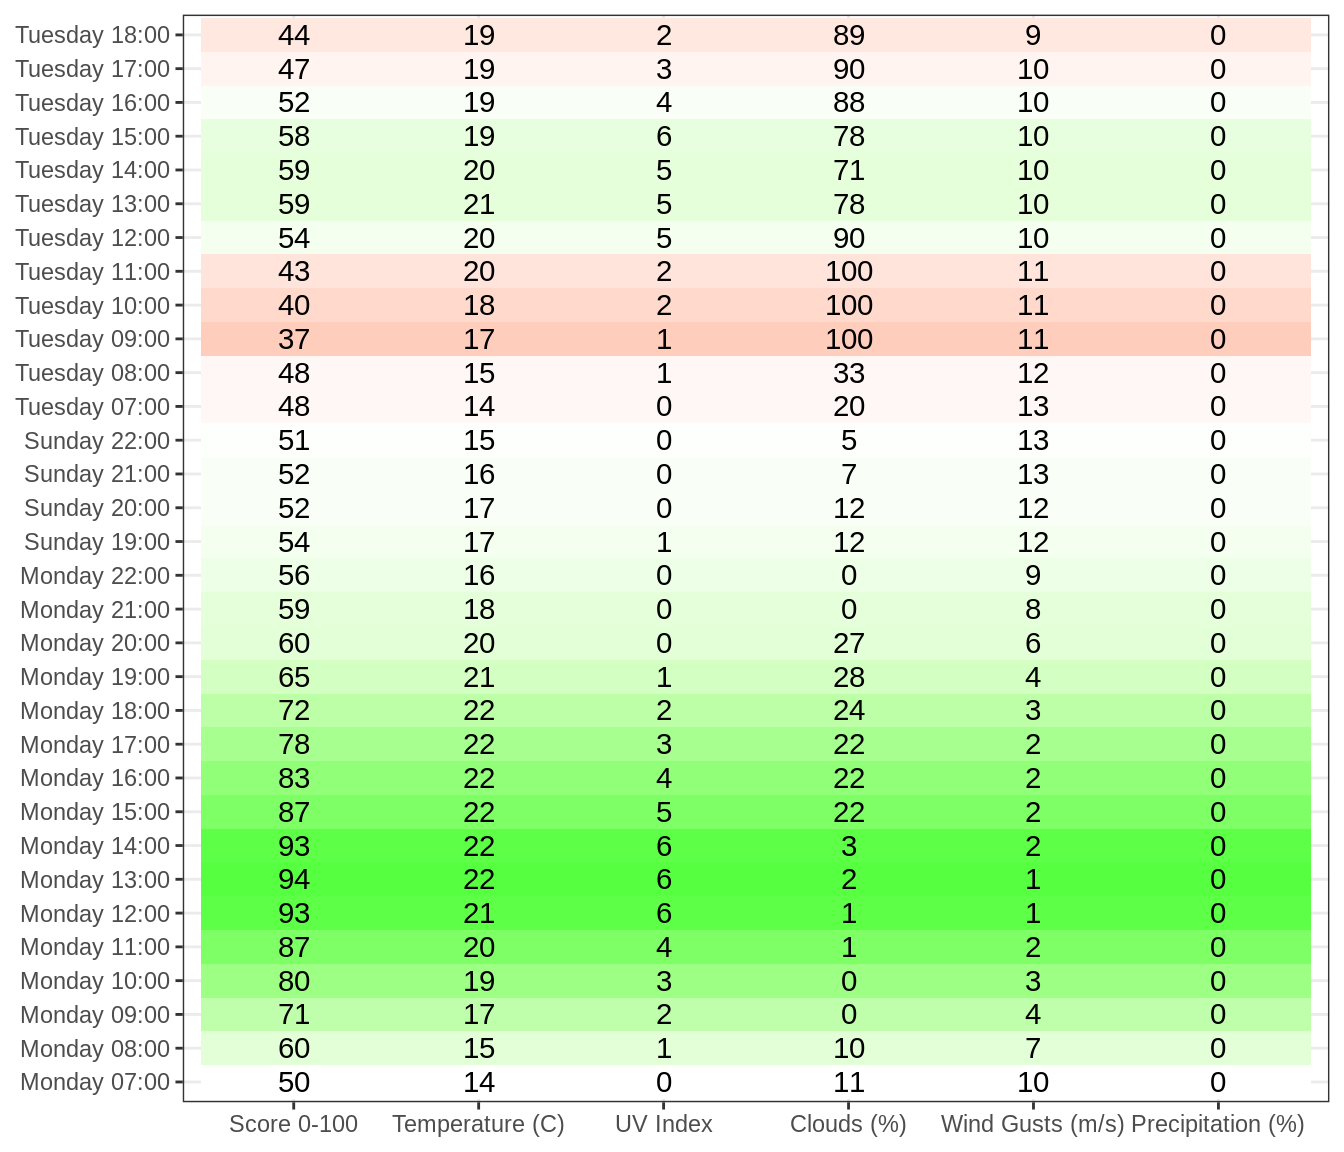 Tuesday 18:00 44 19 2 89 9 0
Tuesday 17:00 47 19 3 90 10 0
Tuesday 16:00 52 19 4 88 10 0
Tuesday 15:00 58 19 6 78 10 0
Tuesday 14:00 59 20 5 71 10 0
Tuesday 13:00 59 21 5 78 10 0
Tuesday 12:00 54 20 5 90 10 0
Tuesday 11:00 43 20 2 100 11 0
Tuesday 10:00 40 18 2 100 11 0
Tuesday 09:00 37 17 1 100 11 0
Tuesday 08:00 48 15 1 33 12 0
Tuesday 07:00 48 14 0 20 13 0
Sunday 22:00 51 15 0 5 13 0
Sunday 21:00 52 16 0 7 13 0
Sunday 20:00 52 17 0 12 12 0
Sunday 19:00 54 17 1 12 12 0
Monday 22:00 56 16 0 0 9 0
Monday 21:00 59 18 0 0 8 0
Monday 20:00 60 20 0 27 6 0
Monday 19:00 65 21 1 28 4 0
Monday 18:00 72 22 2 24 3 0
Monday 17:00 78 22 3 22 2 0
Monday 16:00 83 22 4 22 2 0
Monday 15:00 87 22 5 22 2 0
Monday 14:00 93 22 6 3 2 0
Monday 13:00 94 22 6 2 1 0
Monday 12:00 93 21 6 1 1 0
Monday 11:00 87 20 4 1 2 0
Monday 10:00 80 19 3 0 3 0
Monday 09:00 71 17 2 0 4 0
Monday 08:00 60 15 1 10 7 0
Monday 07:00 50 14 0 11 10 0
Score 0-100 Temperature (C) UV Index Clouds (%) Wind Gusts (m/s) Precipitation (%)